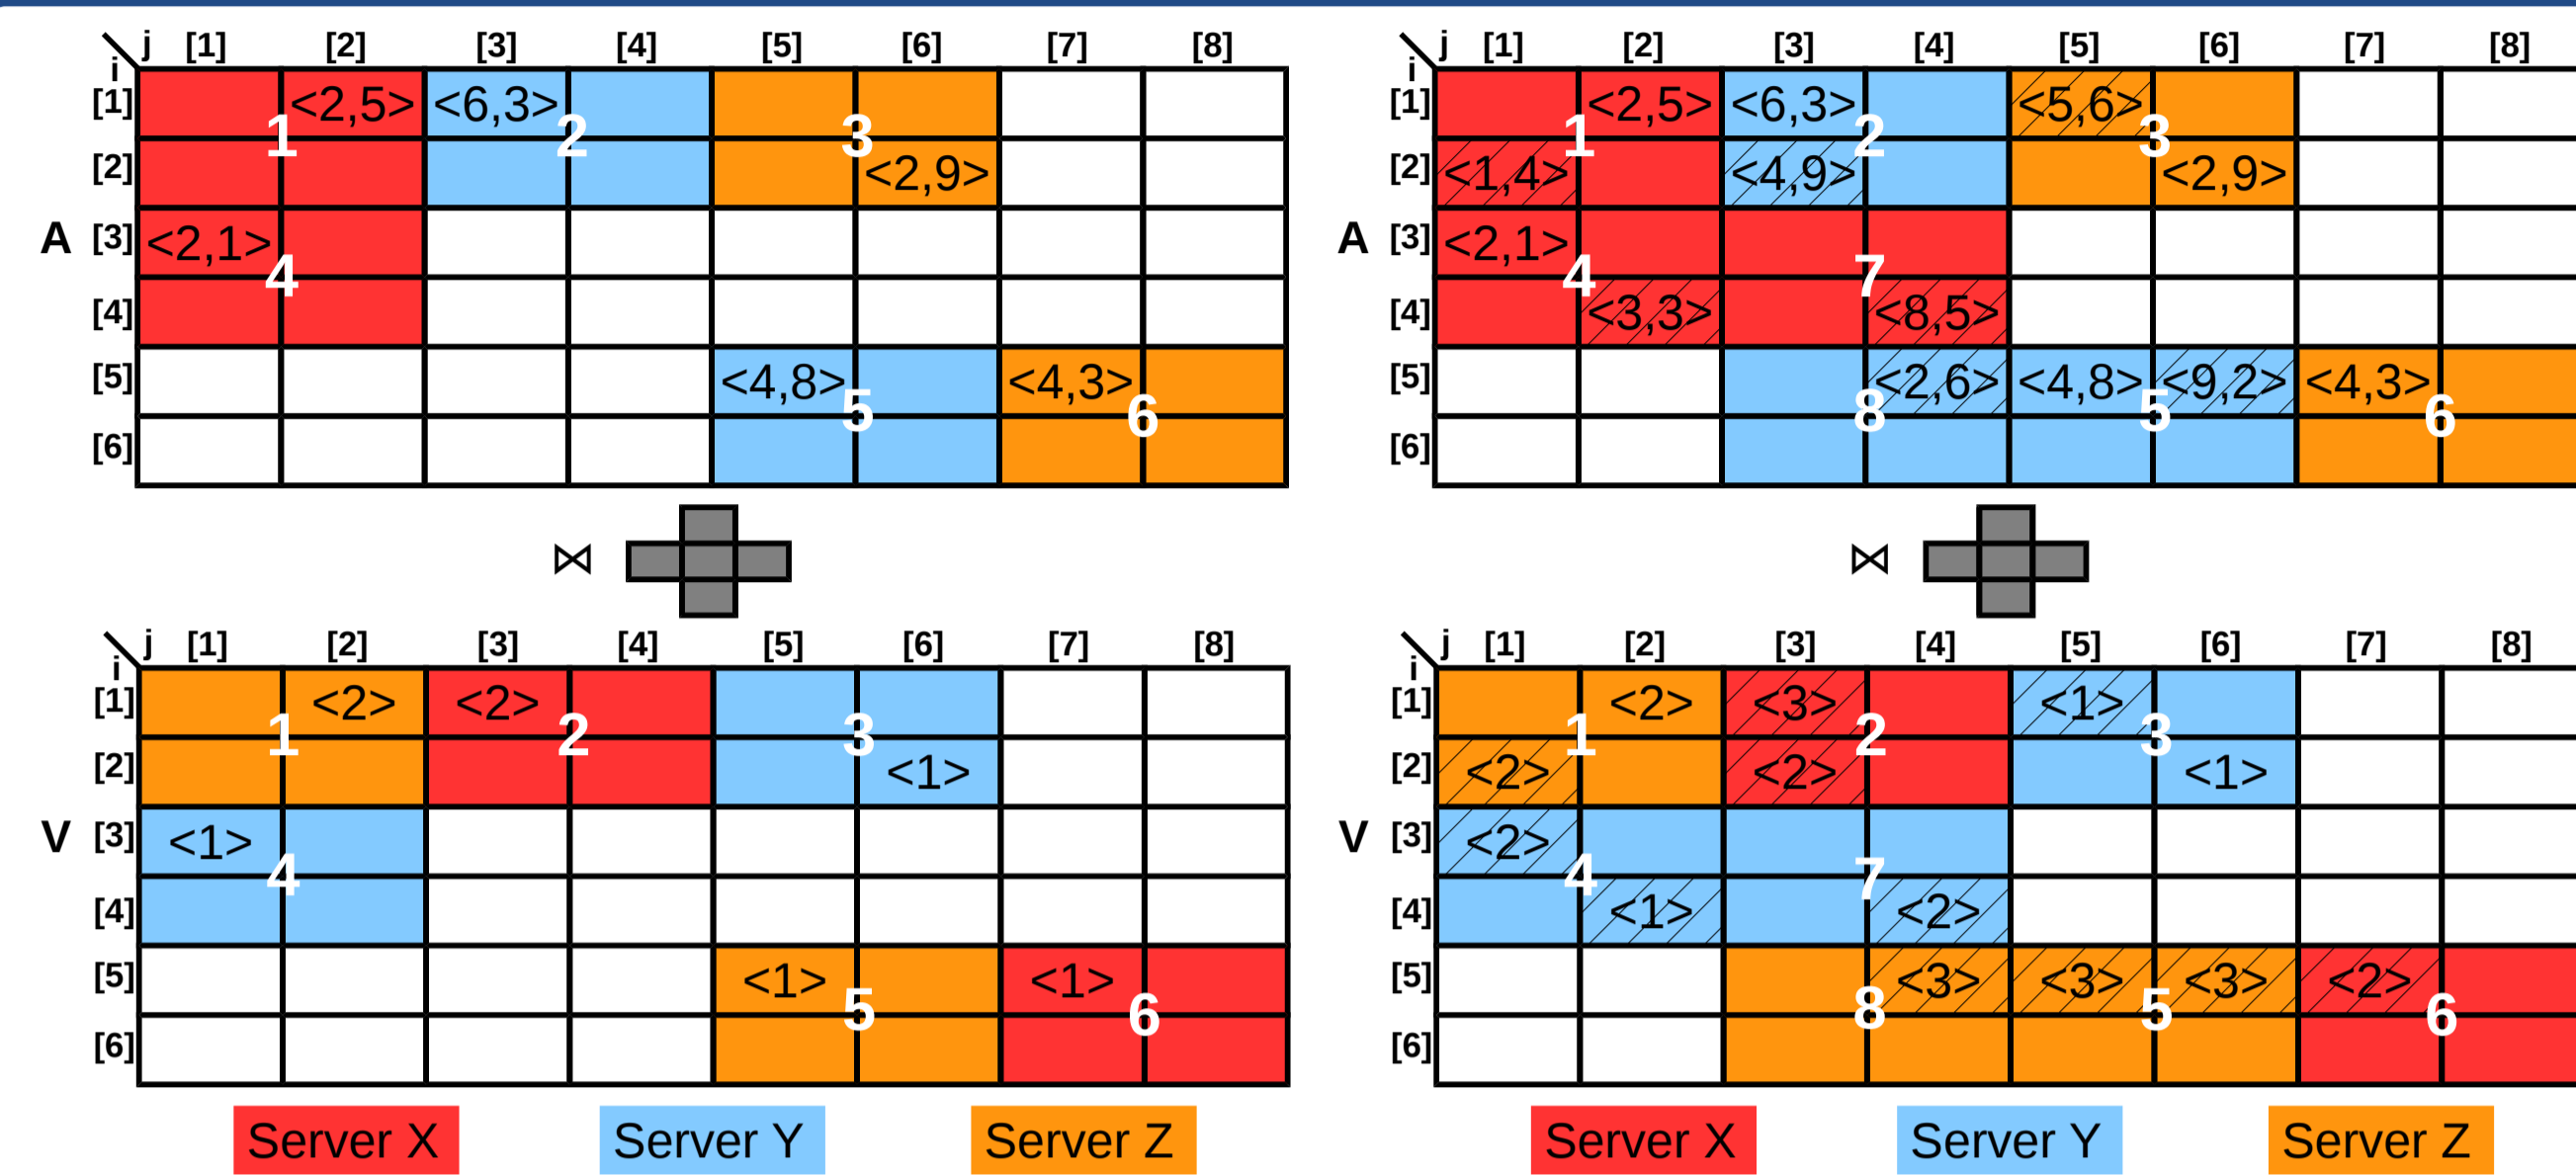 j [1] [2] [3] [4] [5] [6] [7] [8]
i
[1] <2,5> <6,3>
1 2 3
[2] <2,9>
A [3] <2,1>
4
[4]
[5] <4,8> <4,3>
5 6
[6]
⋈
j [1] [2] [3] [4] [5] [6] [7] [8]
i
[1] <2> <2>
1 2 3
[2] <1>
V [3] <1>
4
[4]
[5] <1> <1>
5 6
[6]
Server X Server Y Server Z
j [1] [2] [3] [4] [5] [6] [7] [8]
i
[1] <2,5> <6,3> <5,6>
1 2 3
[2] <1,4> <4,9> <2,9>
A [3] <2,1>
4 7
[4] <3,3> <8,5>
[5] <2,6> <4,8> <9,2> <4,3>
8 5 6
[6]
⋈
j [1] [2] [3] [4] [5] [6] [7] [8]
i
[1] <2> <3> <1>
1 2 3
[2] <2> <2> <1>
V [3] <2>
4 7
[4] <1> <2>
[5] <3> <3> <3> <2>
8 5 6
[6]
Server X Server Y Server Z